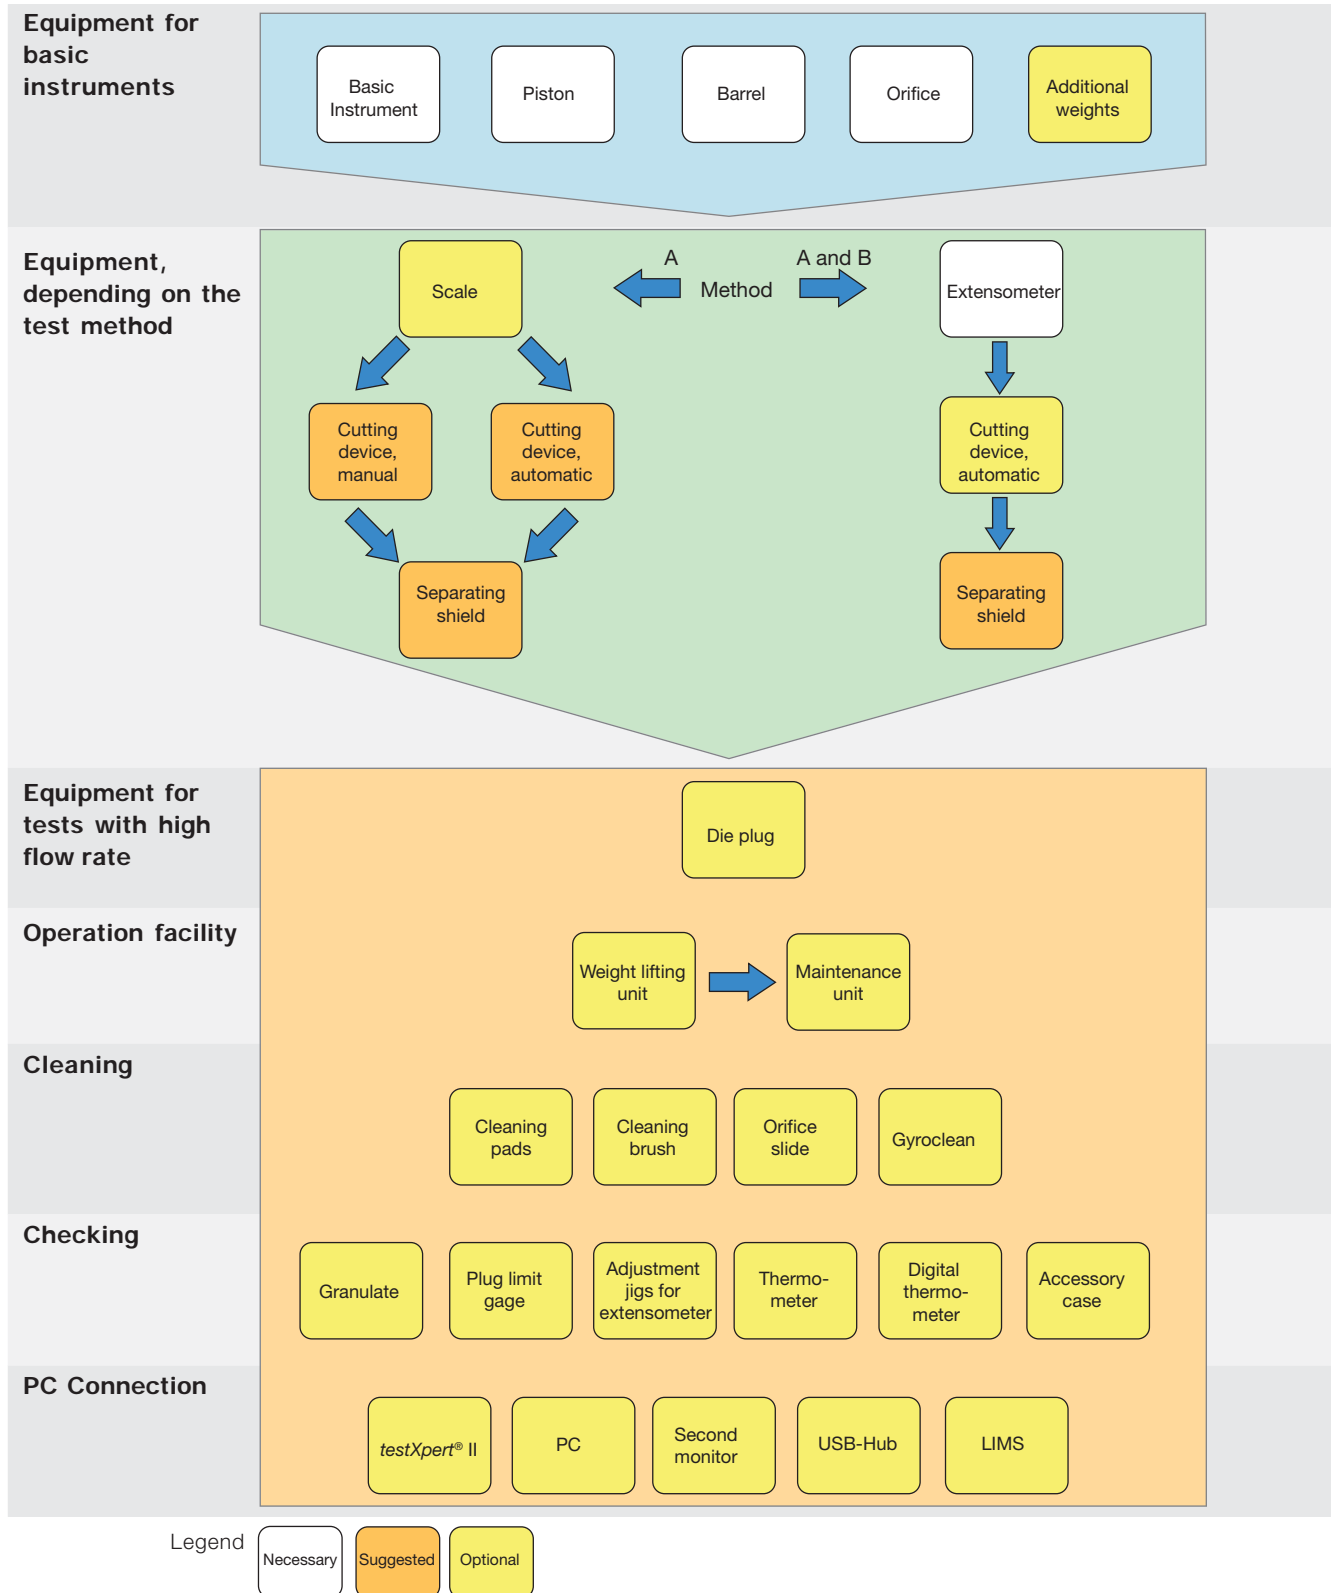 Equipment for
basic
instruments
Basic
Instrument
Piston
Barrel
Orifice
Additional
weights
Equipment,
depending on the
test method
Scale
A
Method
A and B
Extensometer
Cutting
device,
manual
Cutting
device,
automatic
Cutting
device,
automatic
Separating
shield
Separating
shield
Equipment for
tests with high
flow rate
Die plug
Operation facility
Weight lifting
unit
Maintenance
unit
Cleaning
Cleaning
pads
Cleaning
brush
Orifice
slide
Gyroclean
Checking
Granulate
Plug limit
gage
Adjustment
jigs for
extensometer
Thermo-
meter
Digital
thermo-
meter
Accessory
case
PC Connection
testXpert® II
PC
Second
monitor
USB-Hub
LIMS
Legend
Necessary
Suggested
Optional